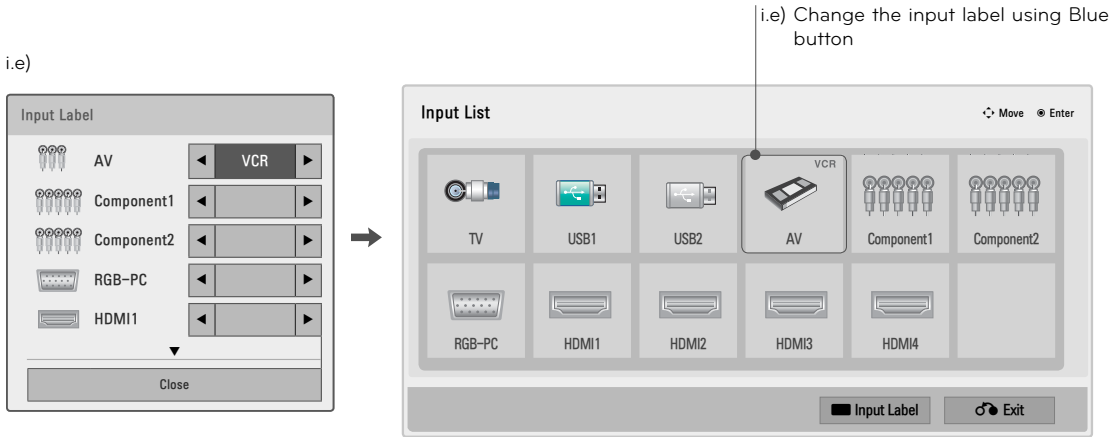 i.e) Change the input label using Blue
button
i.e)
Input Label
AV
VCR
Component1
Component2
RGB-PC
HDMI1
Close
Input List
Move
Enter
VCR
TV
USB1
USB2
AV
Component1
Component2
RGB-PC
HDMI1
HDMI2
HDMI3
HDMI4
Input Label
Exit